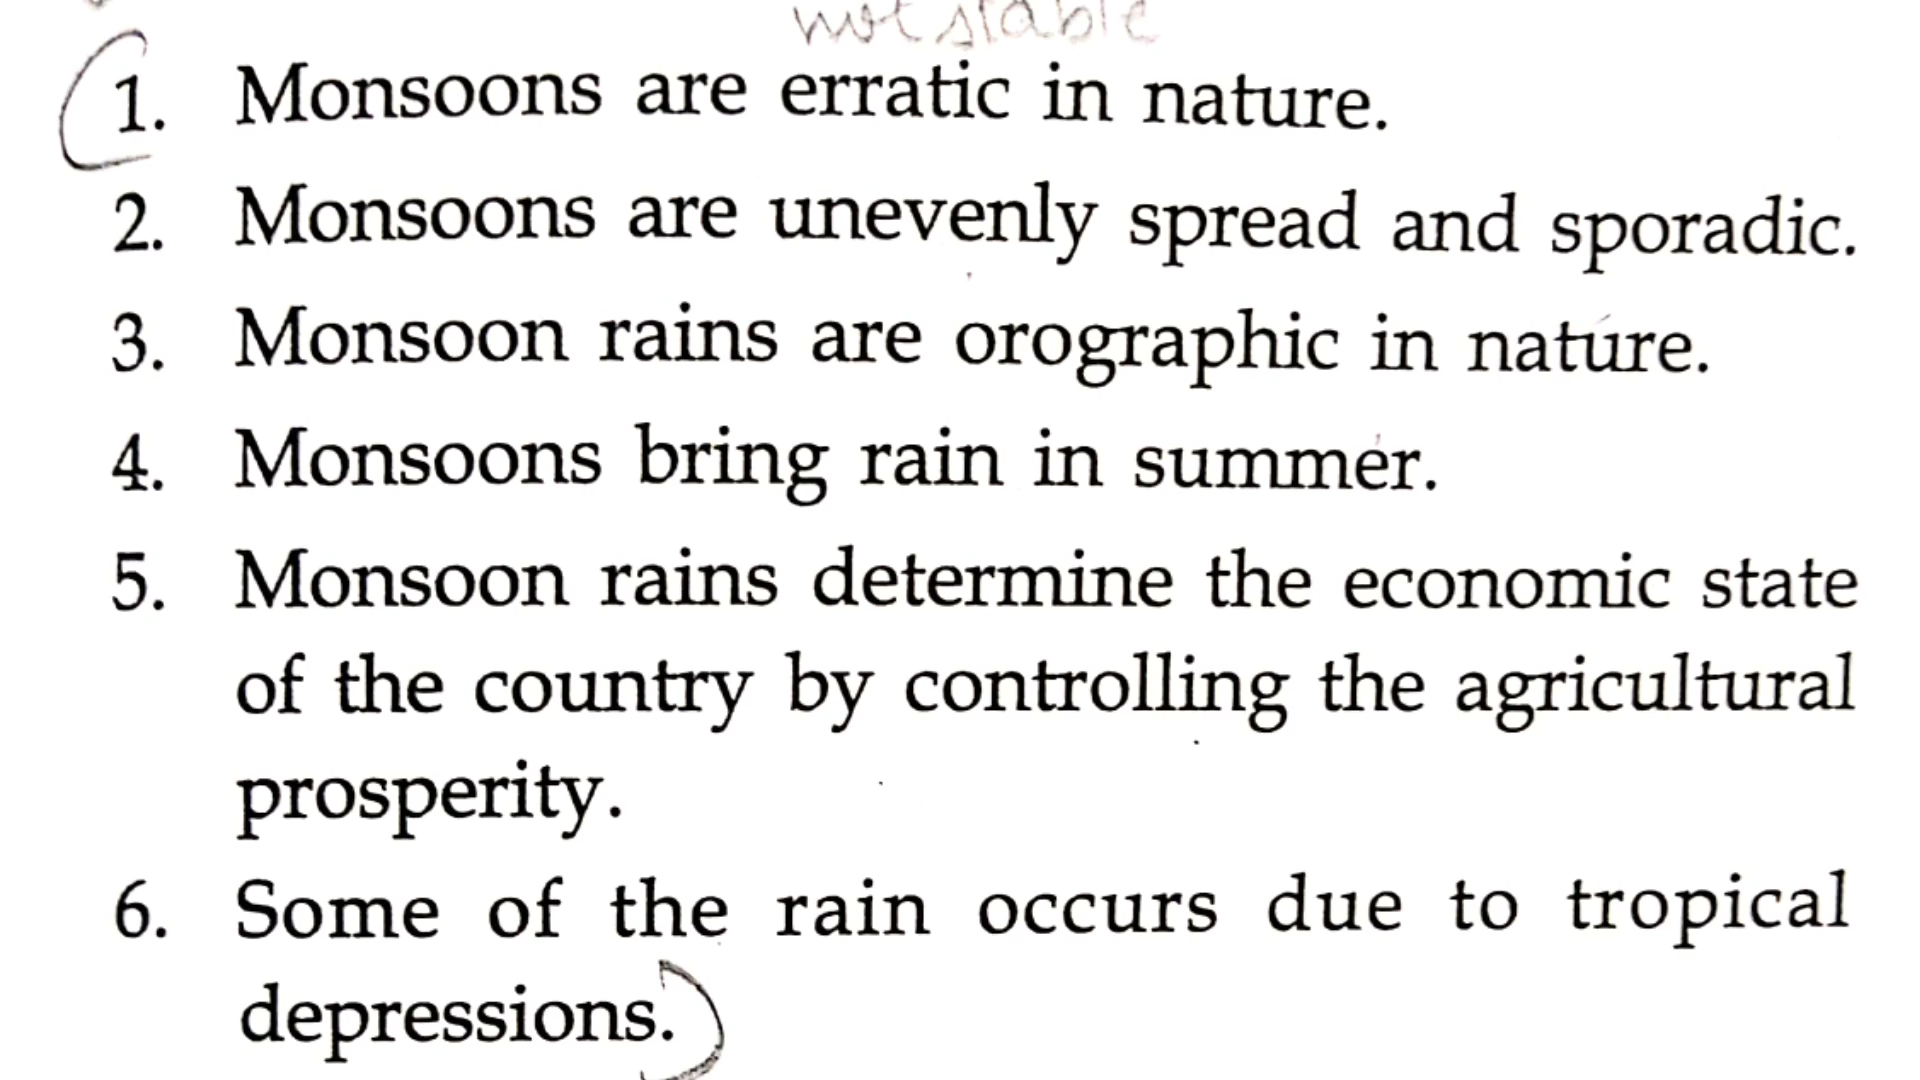 not stable
1. Monsoons are erratic in nature.
2. Monsoons are unevenly spread and sporadic.
3. Monsoon rains are orographic in nature.
4. Monsoons bring rain in summer.
5. Monsoon rains determine the economic state
of the country by controlling the agricultural
prosperity.
6. Some of the rain occurs due to tropical
depressions.